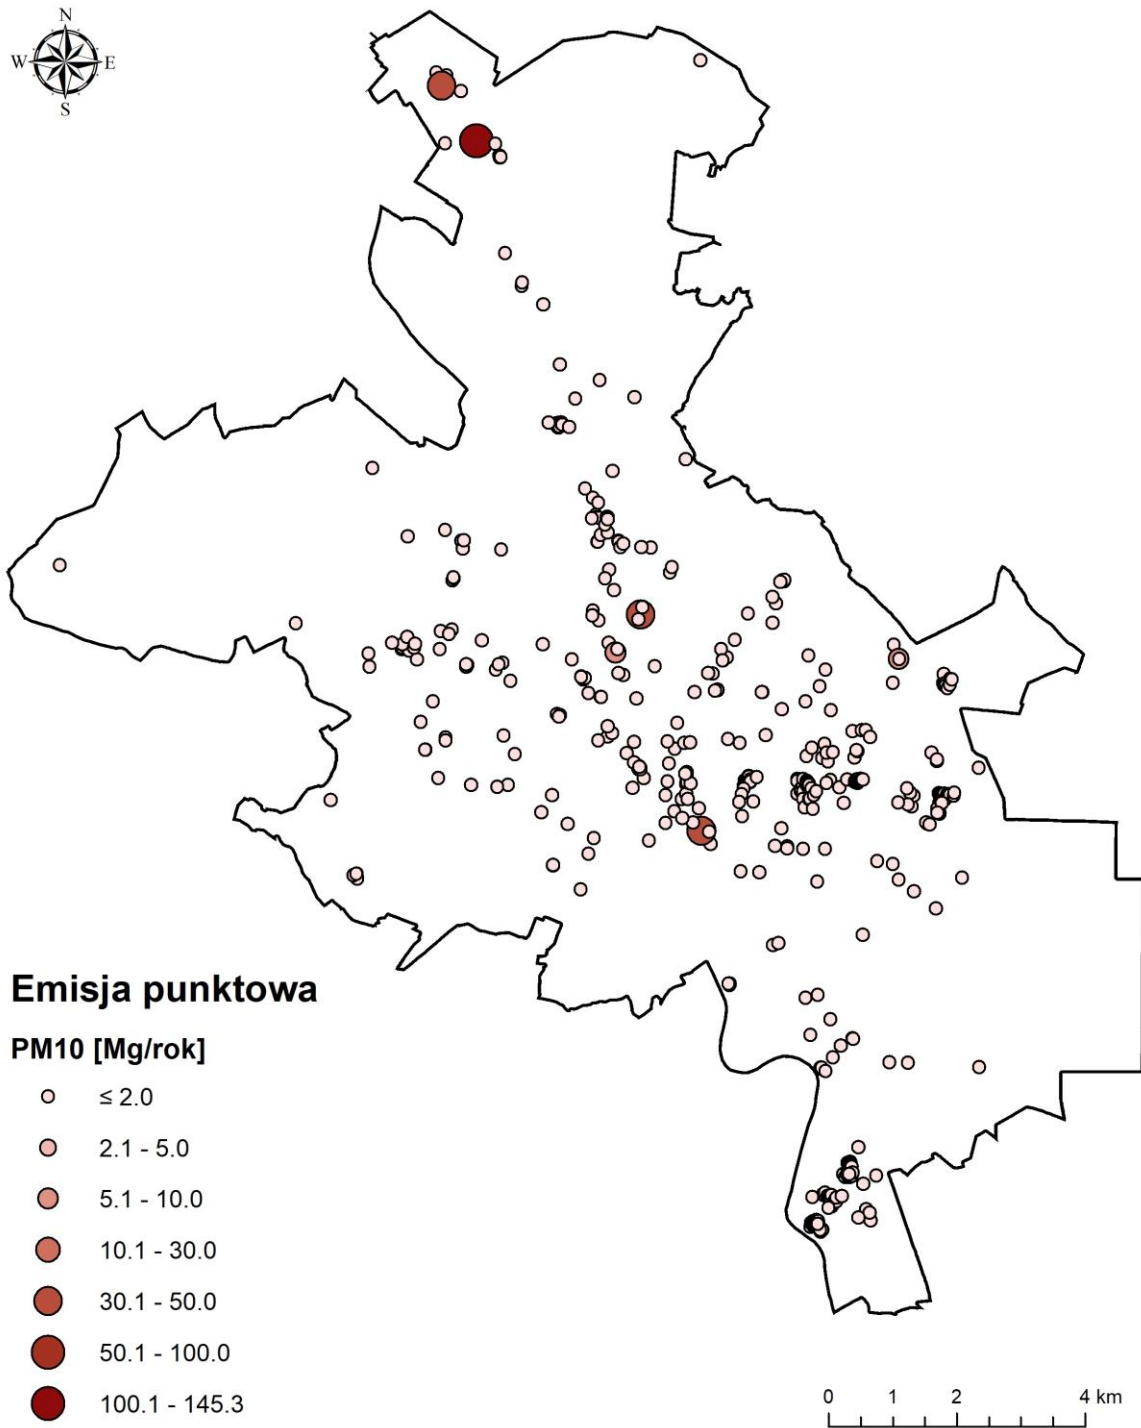 N
W E
S
Emisja punktowa
PM10 [Mg/rok]
≤ 2.0
2.1 - 5.0
5.1 - 10.0
10.1 - 30.0
30.1 - 50.0
50.1 - 100.0
100.1 - 145.3
0 1 2 4 km